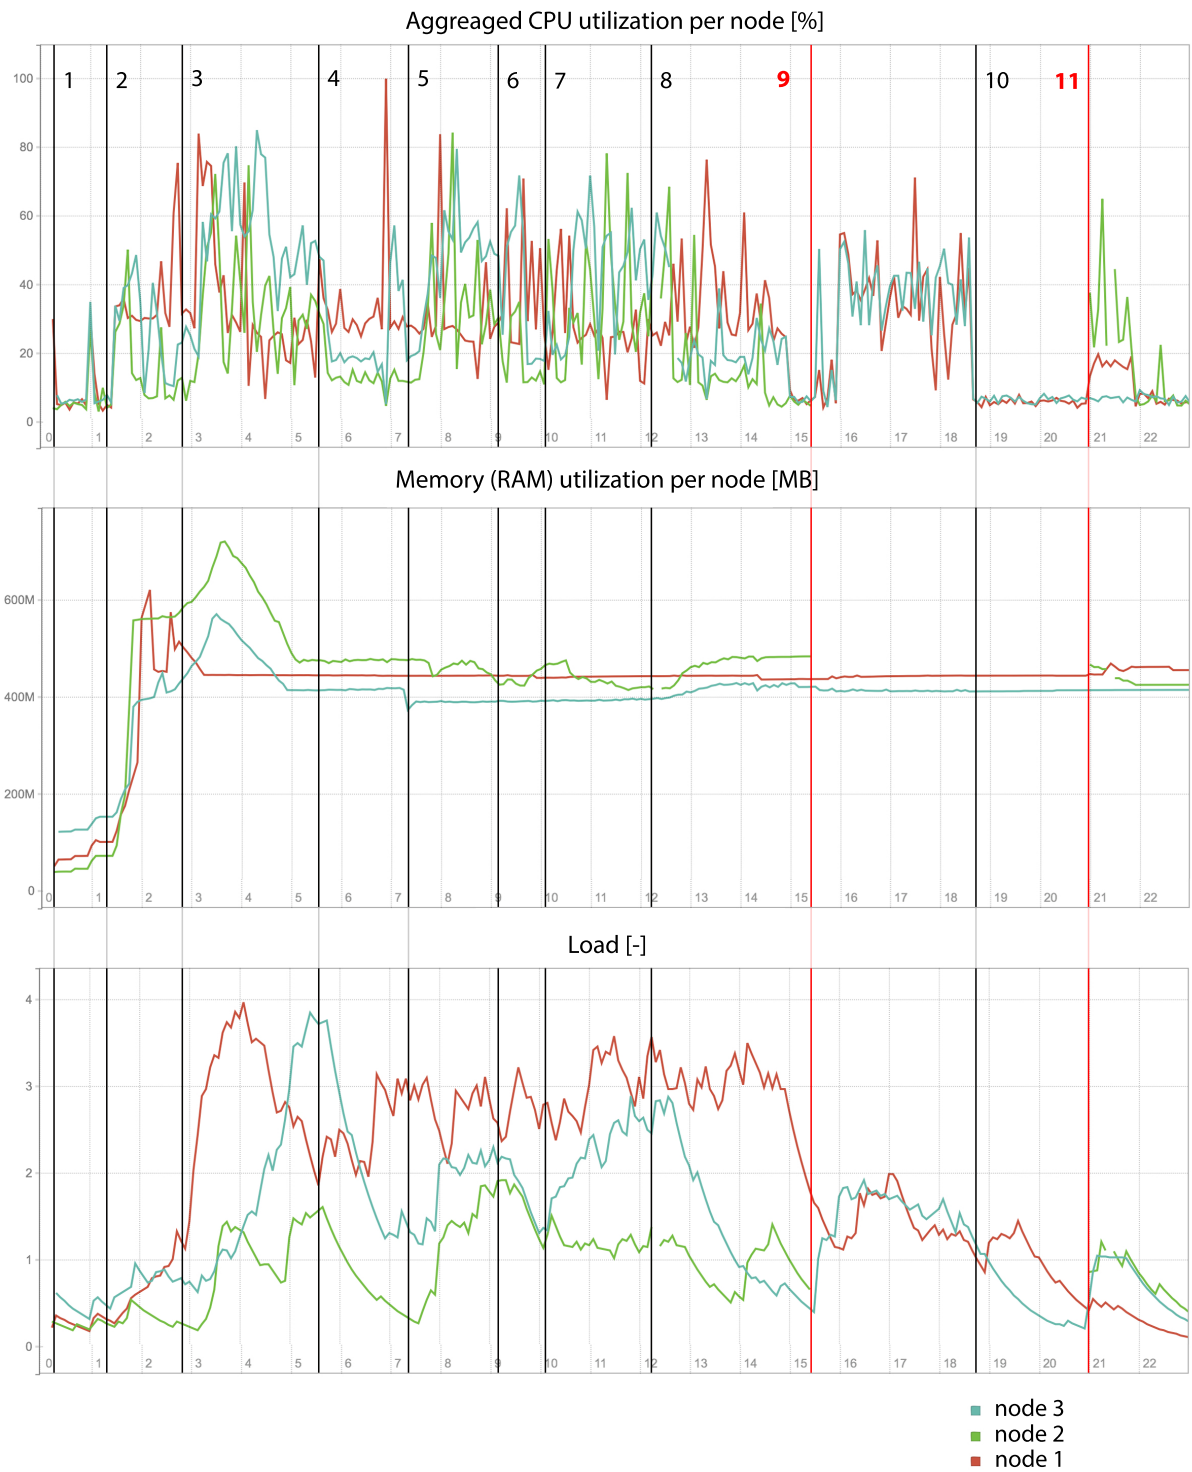 Aggreaged CPU utilization per node [%]
1 2 3 4 5 6 7 8 9 10 11
100
80
60
40
20
0
0 1 2 3 4 5 6 7 8 9 10 11 12 13 14 15 16 17 18 19 20 21 22
Memory (RAM) utilization per node [MB]
600M
400M
200M
0
0 1 2 3 4 5 6 7 8 9 10 11 12 13 14 15 16 17 18 19 20 21 22
Load [-]
4
3
2
1
0
0 1 2 3 4 5 6 7 8 9 10 11 12 13 14 15 16 17 18 19 20 21 22
node 3
node 2
node 1